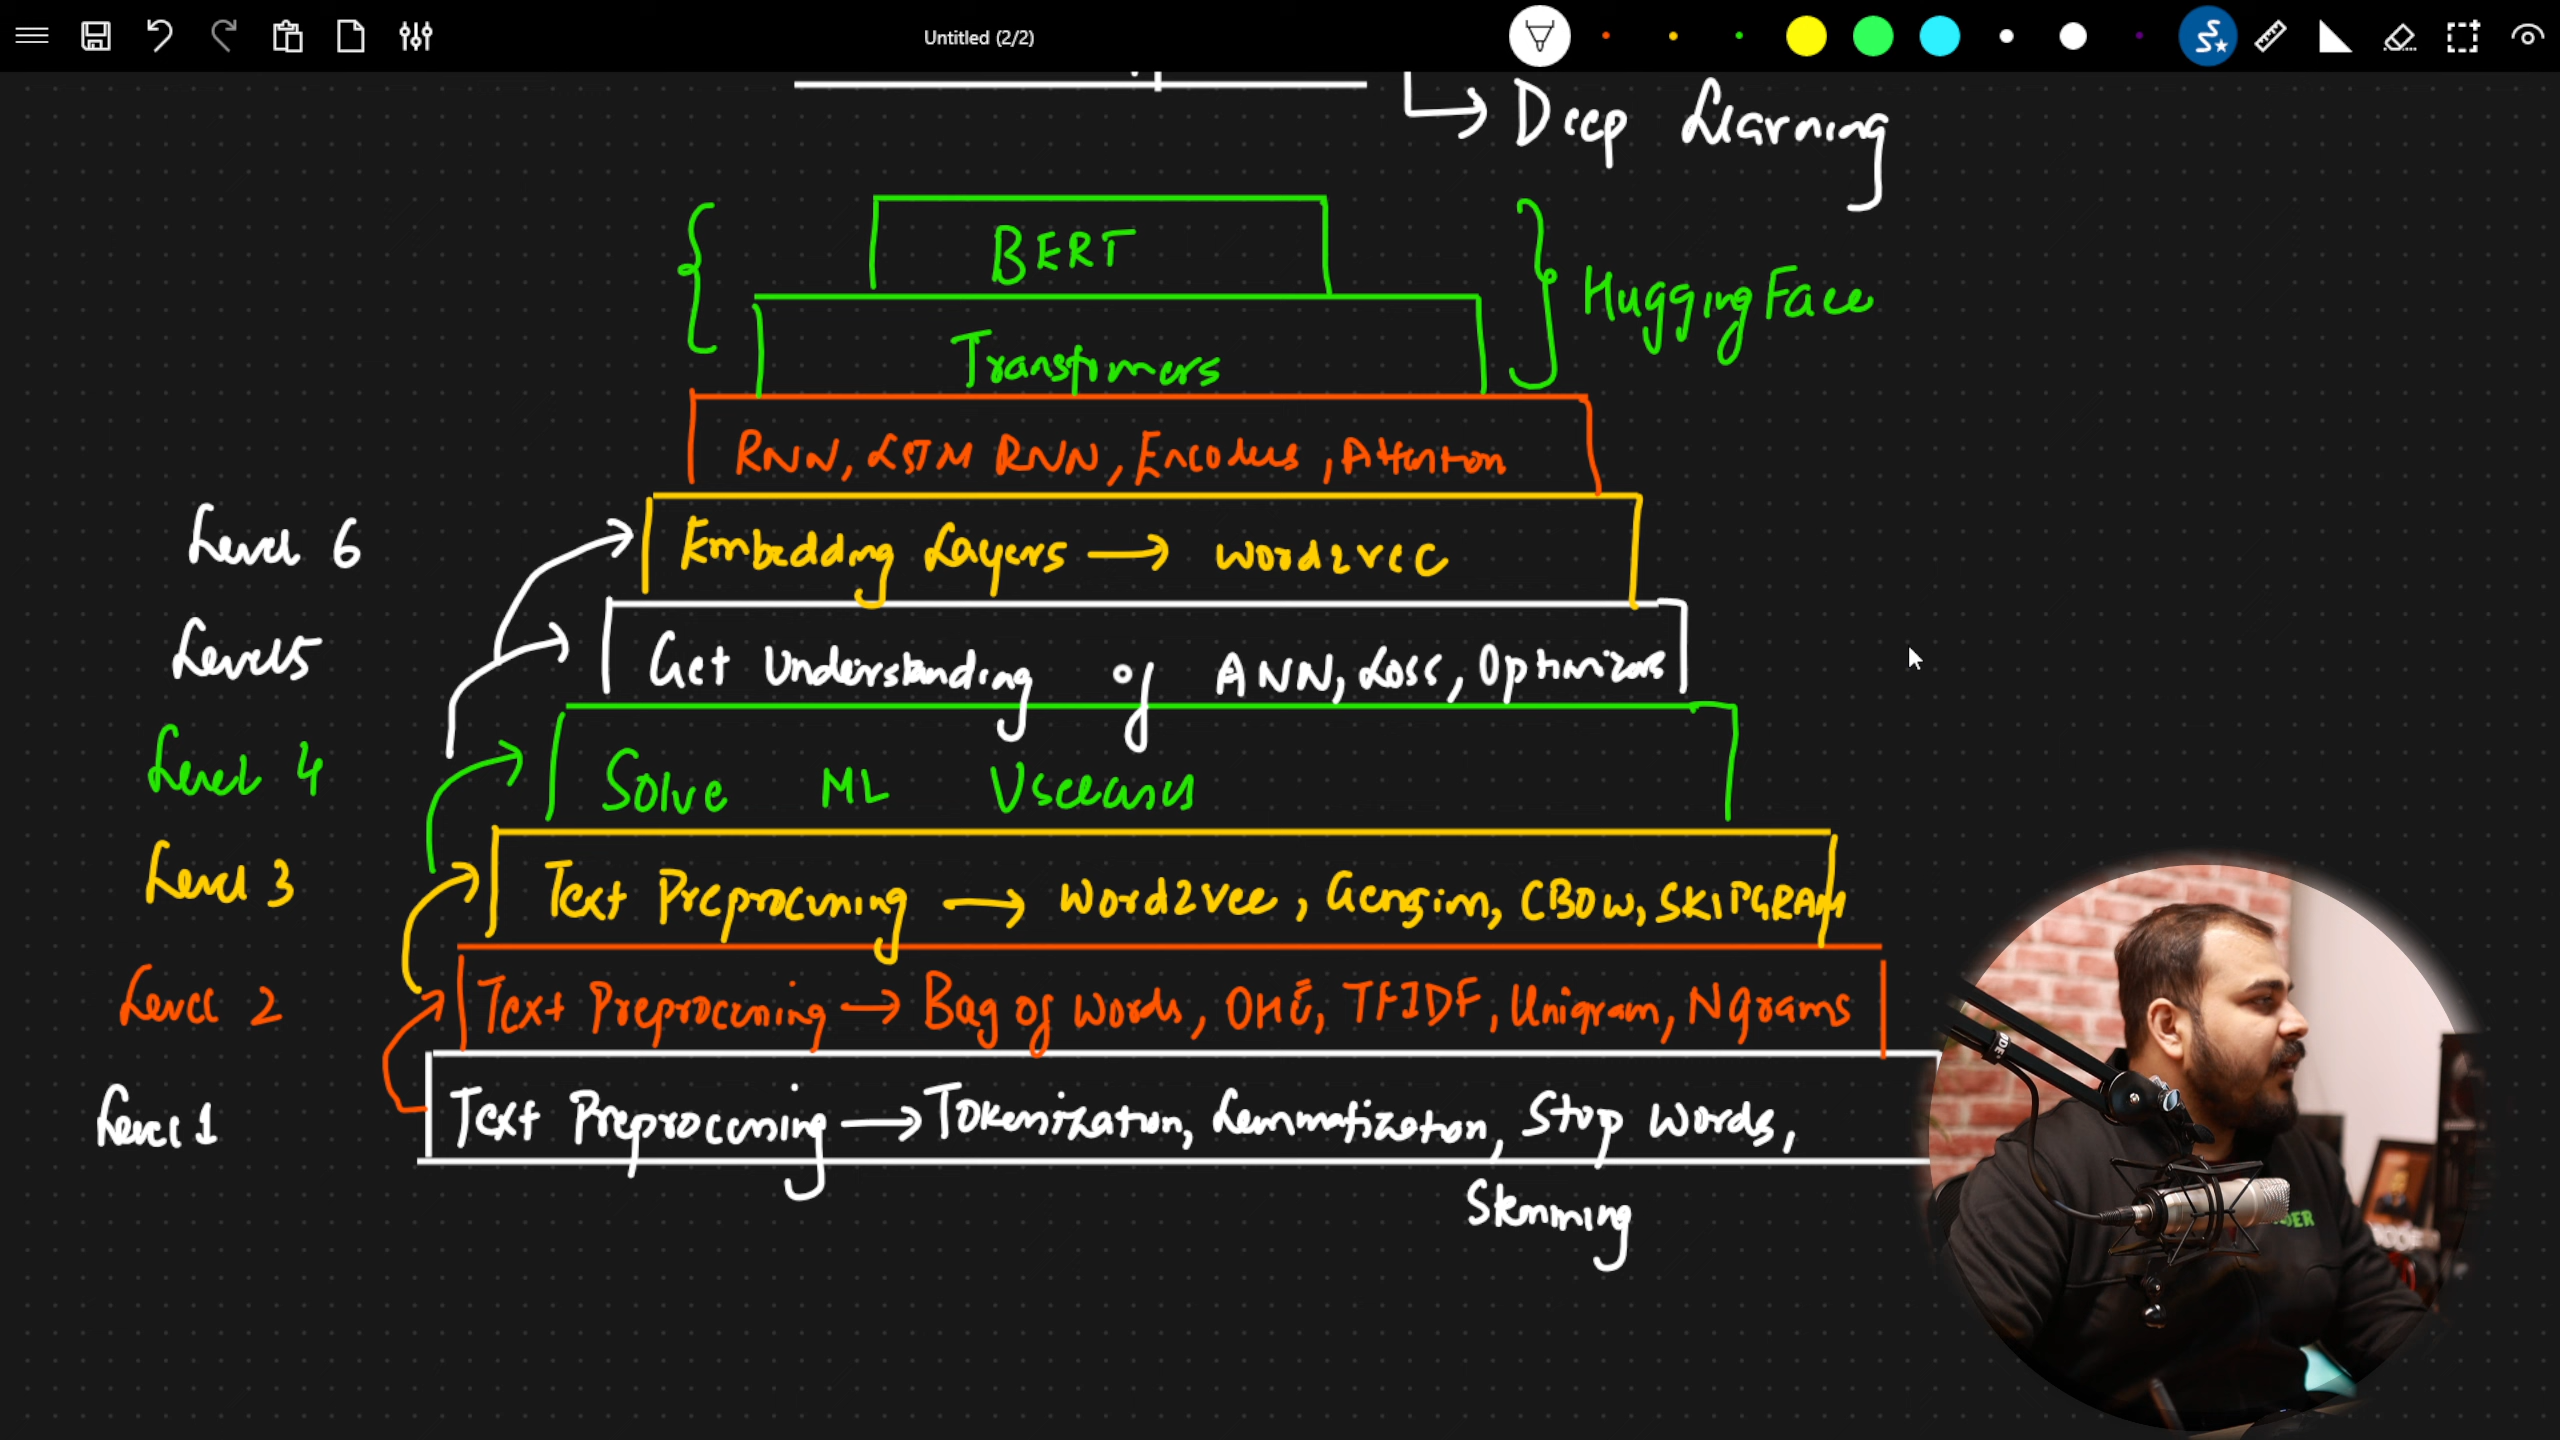 Untitled (2/2)
Deep Learning
BERT
Hugging Face
Transformers
RNN, LSTM RNN, Encoders, Attention
Level 6
Embedding Layers → word2vec
Level 5
Get Understanding of ANN, Loss, Optimizers
Level 4
Solve ML Usecases
Level 3
Text Preprocessing → Word2vec, Gensim, CBOW, SKIPGRAM
Level 2
Text Preprocessing → Bag of Words, OHE, TFIDF, Unigram, Ngrams
Level 1
Text Preprocessing → Tokenization, Lemmatization, Stop Words,
Stemming